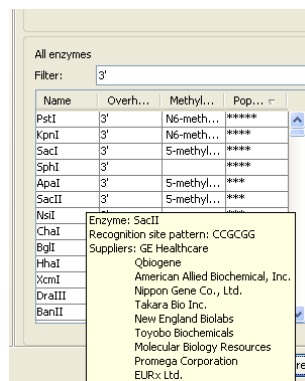 All enzymes
Filter: 3'
Name Overh... Methyl... Pop...
PstI 3' N6-meth... *****
KpnI 3' N6-meth... ****
SacI 3' 5-methyl... ****
SphI 3' ****
ApaI 3' 5-methyl... ***
SacII 3' 5-methyl... ***
NsiI
ChaI
BglI
HhaI
XcmI
DraIII
BanII
Enzyme: SacII
Recognition site pattern: CCGCGG
Suppliers: GE Healthcare
Qbiogene
American Allied Biochemical, Inc.
Nippon Gene Co., Ltd.
Takara Bio Inc.
New England Biolabs
Toyobo Biochemicals
Molecular Biology Resources
Promega Corporation
EURx Ltd.